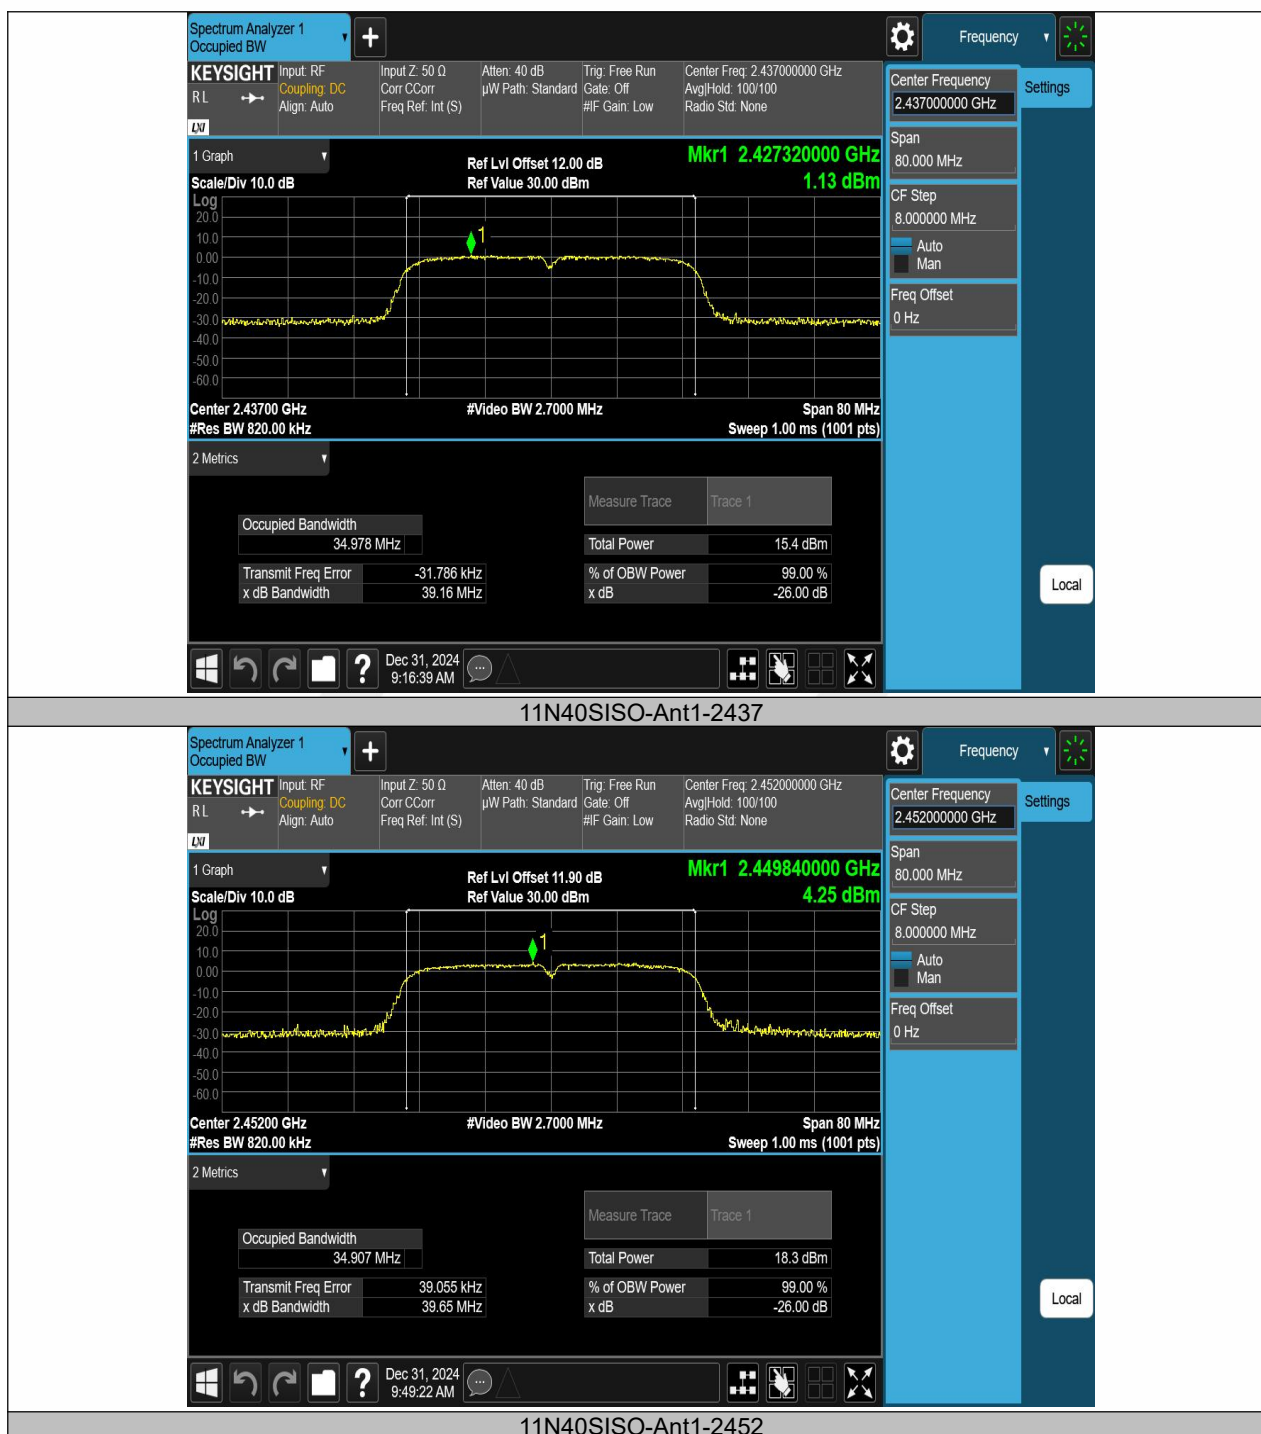 Spectrum Analyzer 1
Occupied BW
Frequency
KEYSIGHT
R L
LXI
Input: RF
Coupling: DC
Align: Auto
Input Z: 50 Ω
Corr CCorr
Freq Ref: Int (S)
Atten: 40 dB
µW Path: Standard
Trig: Free Run
Gate: Off
#IF Gain: Low
Center Freq: 2.437000000 GHz
Avg|Hold: 100/100
Radio Std: None
Center Frequency
2.437000000 GHz
Settings
Span
80.000 MHz
CF Step
8.000000 MHz
Auto
Man
Freq Offset
0 Hz
Local
1 Graph
Scale/Div 10.0 dB
Ref Lvl Offset 12.00 dB
Ref Value 30.00 dBm
Mkr1 2.427320000 GHz
1.13 dBm
Log
20.0
10.0
0.00
-10.0
-20.0
-30.0
-40.0
-50.0
-60.0
1
Center 2.43700 GHz
#Video BW 2.7000 MHz
Span 80 MHz
#Res BW 820.00 kHz
Sweep 1.00 ms (1001 pts)
2 Metrics
Measure Trace Trace 1
Occupied Bandwidth
34.978 MHz
Total Power 15.4 dBm
Transmit Freq Error -31.786 kHz
% of OBW Power 99.00 %
x dB Bandwidth 39.16 MHz
x dB -26.00 dB
Dec 31, 2024
9:16:39 AM
11N40SISO-Ant1-2437
Spectrum Analyzer 1
Occupied BW
Frequency
KEYSIGHT
R L
LXI
Input: RF
Coupling: DC
Align: Auto
Input Z: 50 Ω
Corr CCorr
Freq Ref: Int (S)
Atten: 40 dB
µW Path: Standard
Trig: Free Run
Gate: Off
#IF Gain: Low
Center Freq: 2.452000000 GHz
Avg|Hold: 100/100
Radio Std: None
Center Frequency
2.452000000 GHz
Settings
Span
80.000 MHz
CF Step
8.000000 MHz
Auto
Man
Freq Offset
0 Hz
Local
1 Graph
Scale/Div 10.0 dB
Ref Lvl Offset 11.90 dB
Ref Value 30.00 dBm
Mkr1 2.449840000 GHz
4.25 dBm
Log
20.0
10.0
0.00
-10.0
-20.0
-30.0
-40.0
-50.0
-60.0
1
Center 2.45200 GHz
#Video BW 2.7000 MHz
Span 80 MHz
#Res BW 820.00 kHz
Sweep 1.00 ms (1001 pts)
2 Metrics
Measure Trace Trace 1
Occupied Bandwidth
34.907 MHz
Total Power 18.3 dBm
Transmit Freq Error 39.055 kHz
% of OBW Power 99.00 %
x dB Bandwidth 39.65 MHz
x dB -26.00 dB
Dec 31, 2024
9:49:22 AM
11N40SISO-Ant1-2452